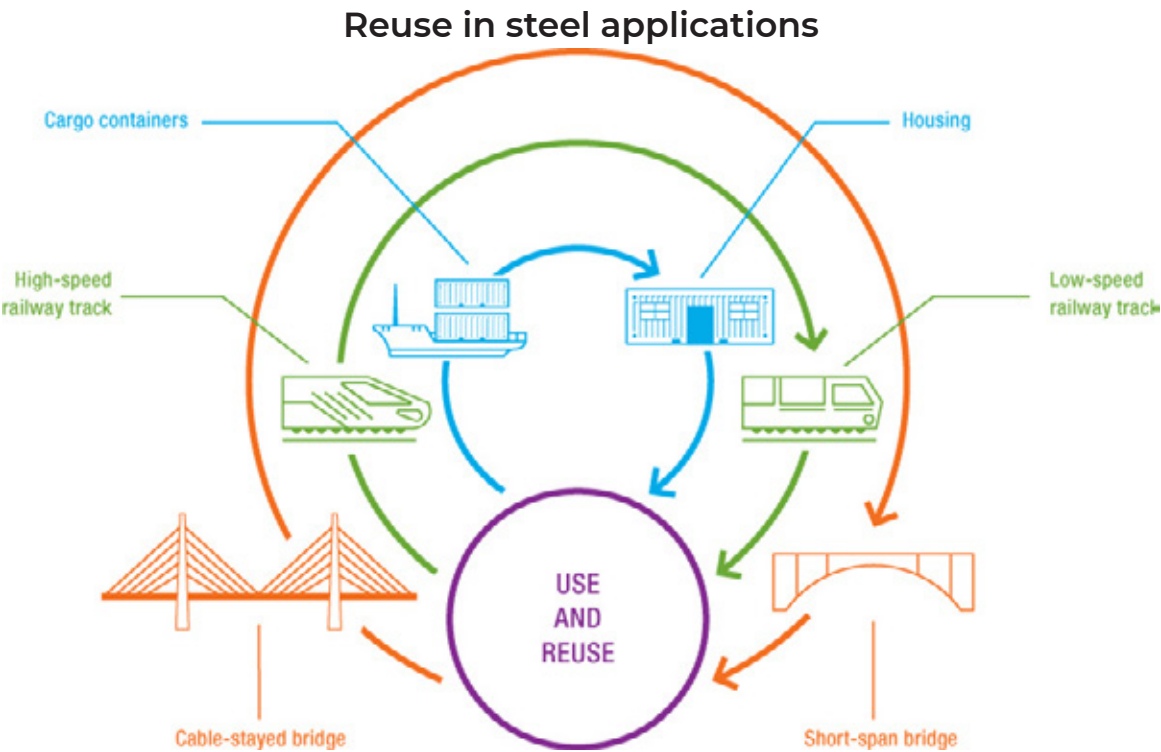 Reuse in steel applications
Cargo containers
Housing
High-speed
railway track
Low-speed
railway track
USE
AND
REUSE
Cable-stayed bridge
Short-span bridge